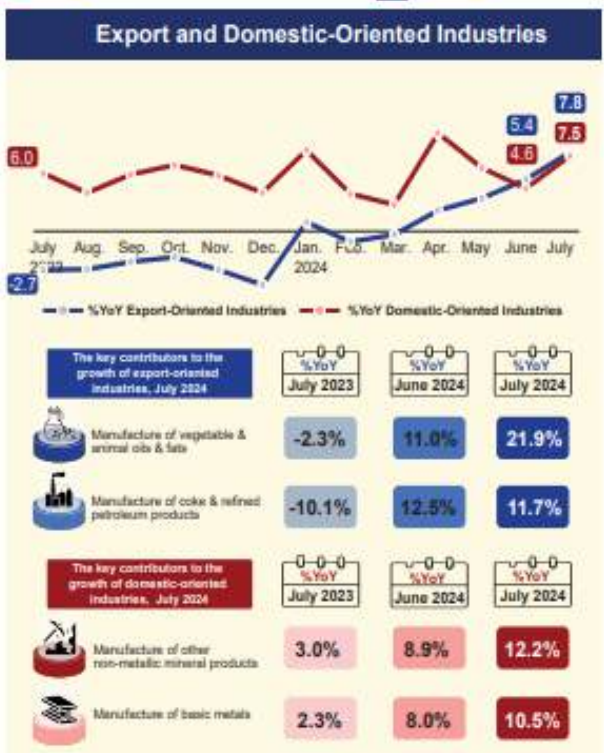 Export and Domestic-Oriented Industries
7.8
5.4
7.5
4.6
6.0
July Aug. Sep. Oct. Nov. Dec. Jan. Feb. Mar. Apr. May June July
2023 2024
-2.7
%YoY Export-Oriented Industries %YoY Domestic-Oriented Industries
The key contributors to the
growth of export-oriented
industries, July 2024
%YoY %YoY %YoY
July 2023 June 2024 July 2024
Manufacture of vegetable &
animal oils & fats
-2.3% 11.0% 21.9%
Manufacture of coke & refined
petroleum products
-10.1% 12.5% 11.7%
The key contributors to the
growth of domestic-oriented
industries, July 2024
%YoY %YoY %YoY
July 2023 June 2024 July 2024
Manufacture of other
non-metallic mineral products
3.0% 8.9% 12.2%
Manufacture of basic metals
2.3% 8.0% 10.5%